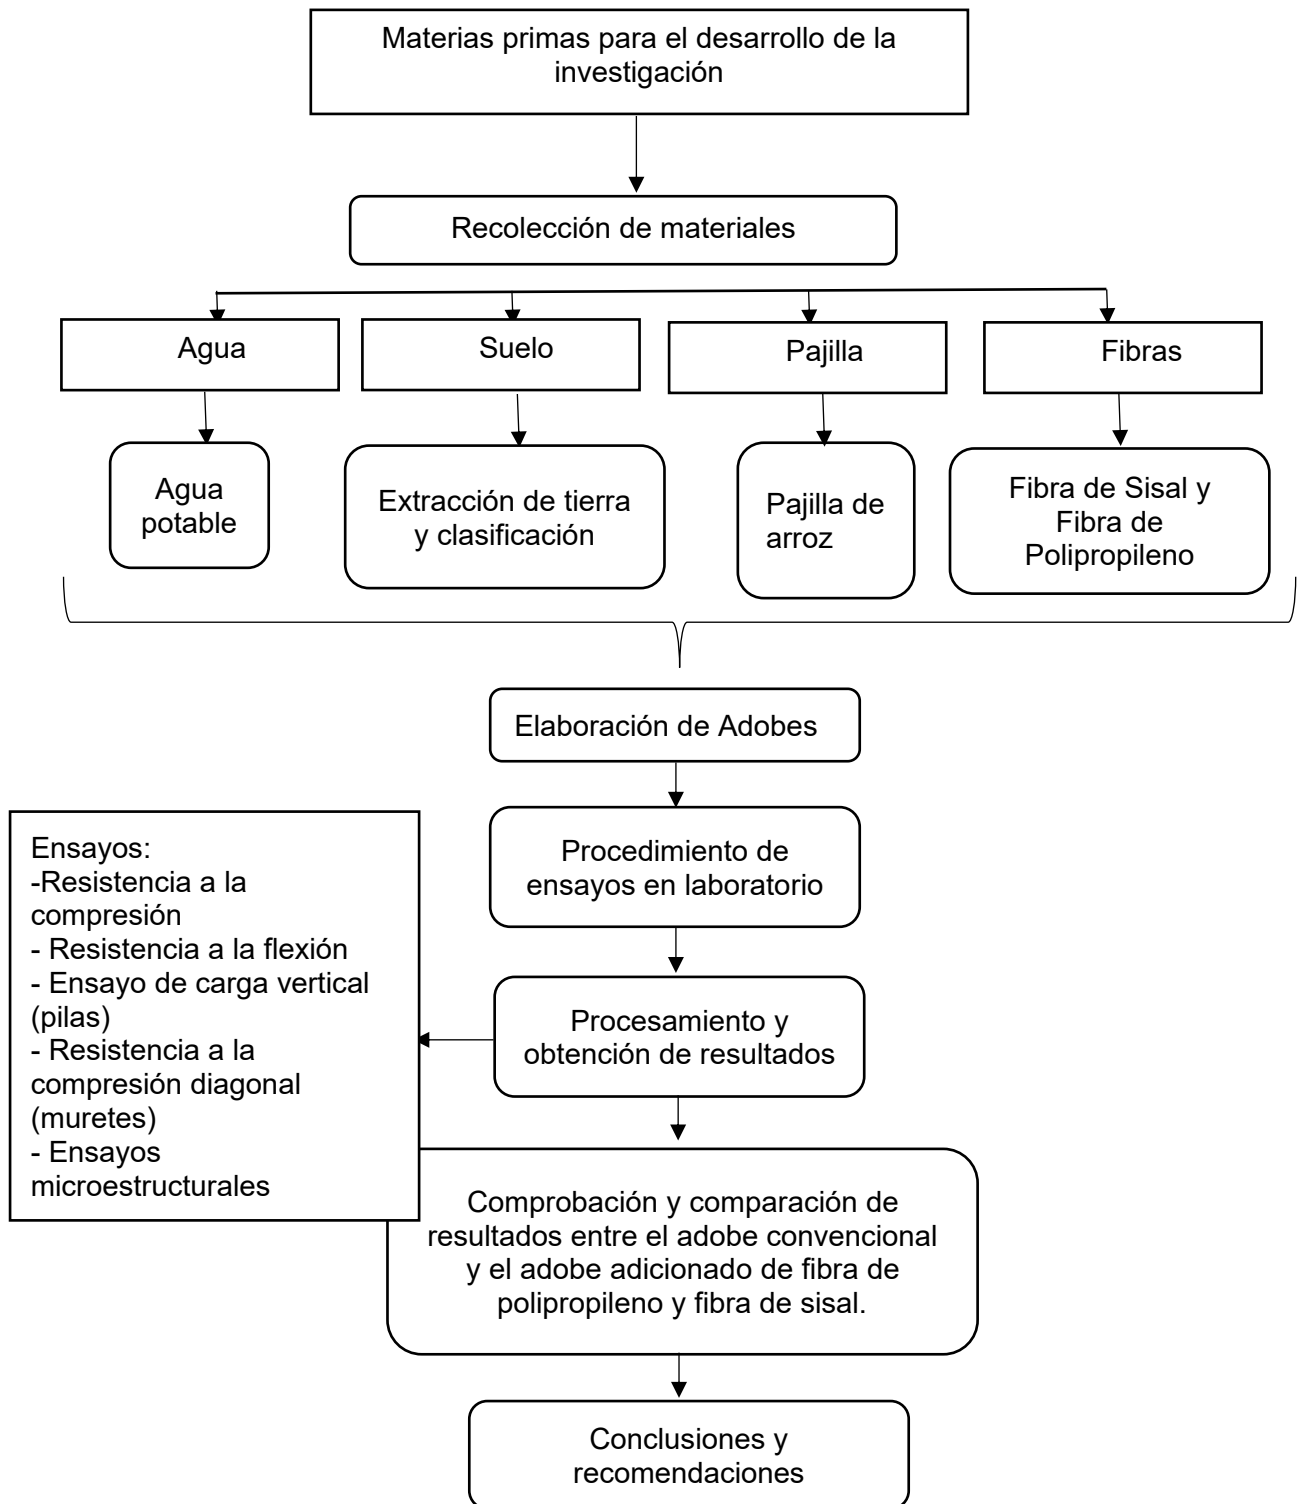 Materias primas para el desarrollo de la
investigación
Recolección de materiales
Agua
Suelo
Pajilla
Fibras
Agua
potable
Extracción de tierra
y clasificación
Pajilla de
arroz
Fibra de Sisal y
Fibra de
Polipropileno
Elaboración de Adobes
Procedimiento de
ensayos en laboratorio
Procesamiento y
obtención de resultados
Ensayos:
-Resistencia a la
compresión
- Resistencia a la flexión
- Ensayo de carga vertical
(pilas)
- Resistencia a la
compresión diagonal
(muretes)
- Ensayos
microestructurales
Comprobación y comparación de
resultados entre el adobe convencional
y el adobe adicionado de fibra de
polipropileno y fibra de sisal.
Conclusiones y
recomendaciones